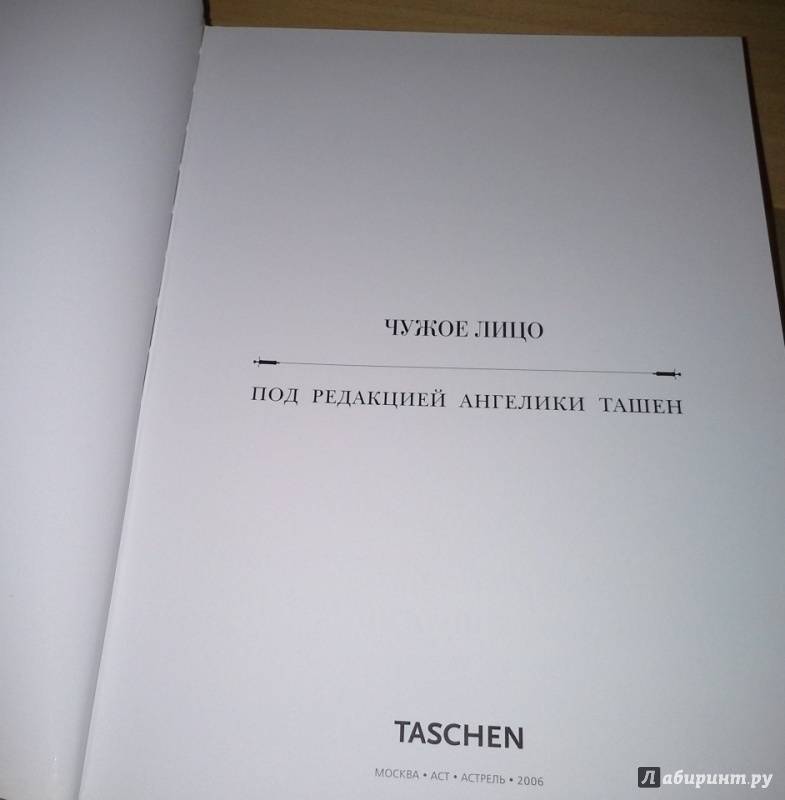 ЧУЖОЕ ЛИЦО
ПОД РЕДАКЦИЕЙ АНГЕЛИКИ ТАШЕН
TASCHEN
МОСКВА • АСТ • АСТРЕЛЬ • 2006
Лабиринт.ру